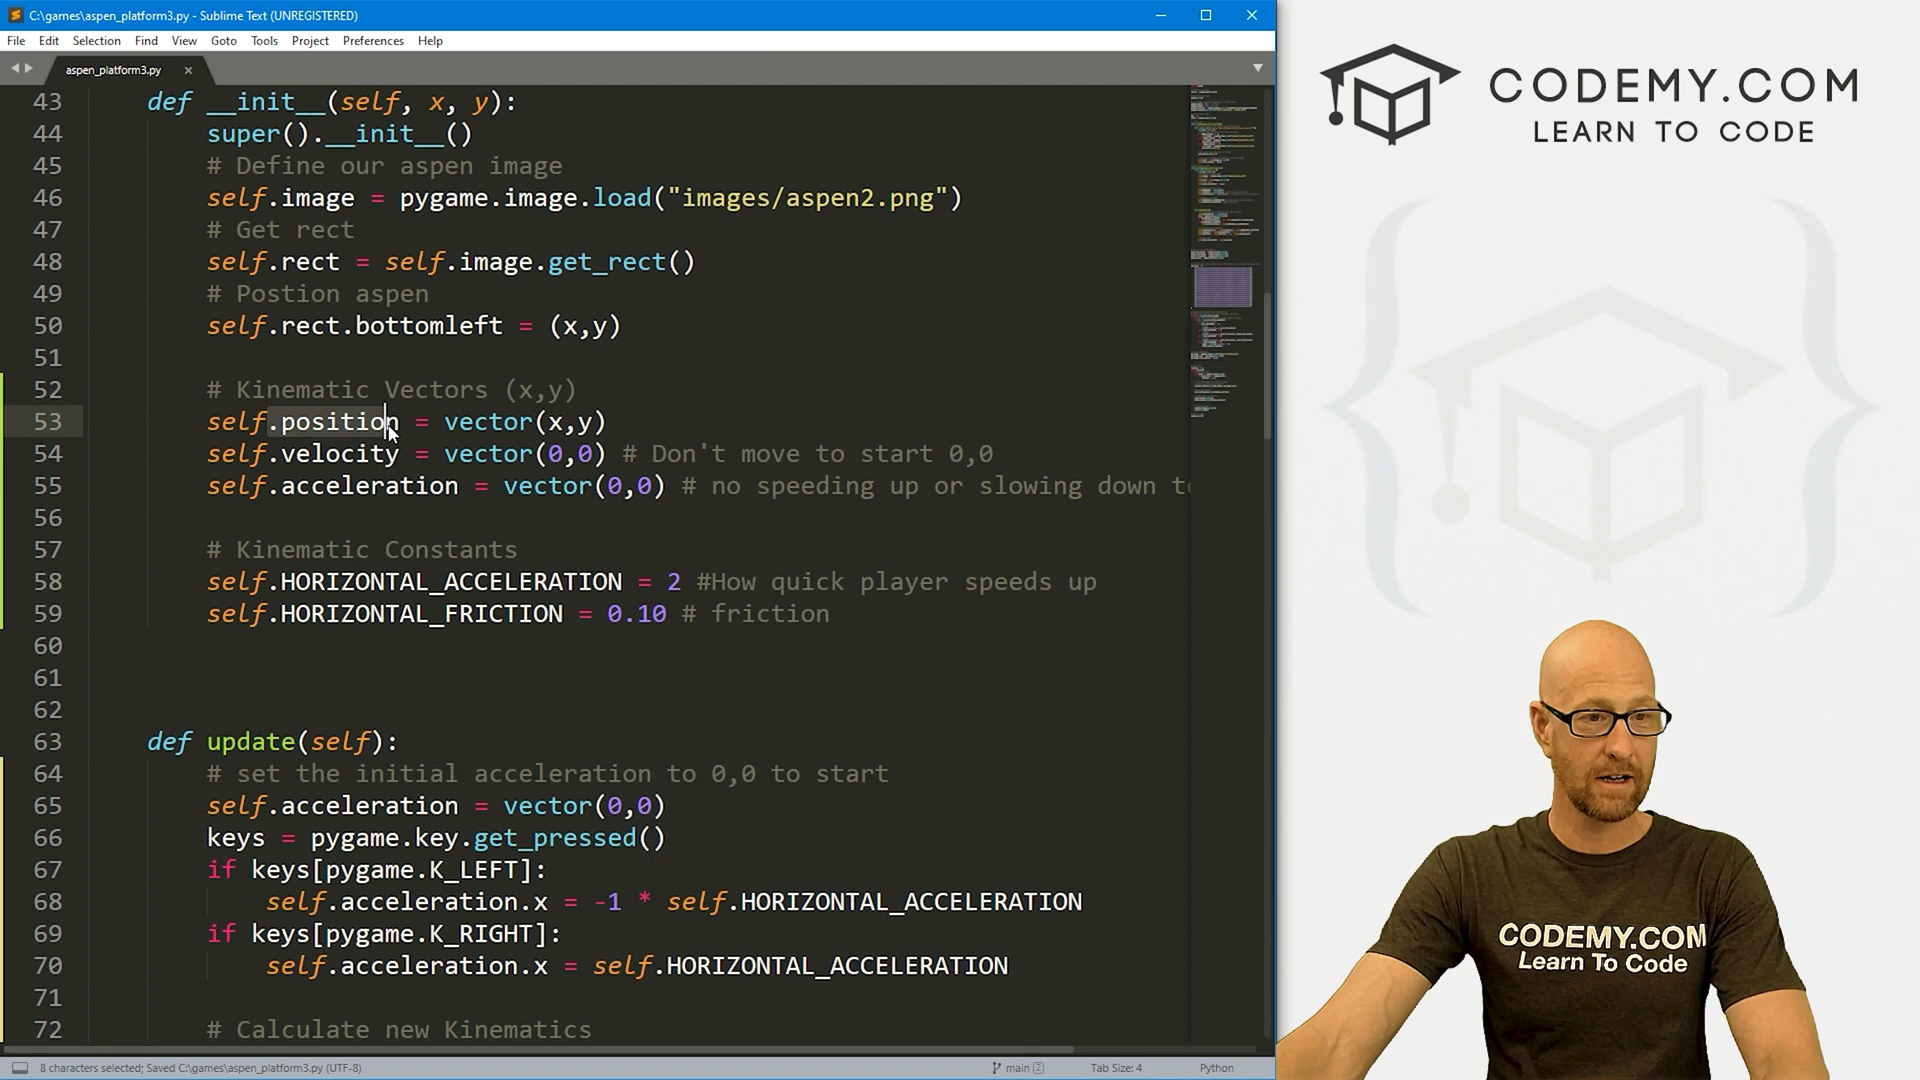 C:\games\aspen_platform3.py - Sublime Text (UNREGISTERED)
File Edit Selection Find View Goto Tools Project Preferences Help
aspen_platform3.py
43 def __init__(self, x, y):
44 super().__init__()
45 # Define our aspen image
46 self.image = pygame.image.load("images/aspen2.png")
47 # Get rect
48 self.rect = self.image.get_rect()
49 # Postion aspen
50 self.rect.bottomleft = (x,y)
51
52 # Kinematic Vectors (x,y)
53 self.position = vector(x,y)
54 self.velocity = vector(0,0) # Don't move to start 0,0
55 self.acceleration = vector(0,0) # no speeding up or slowing down to
56
57 # Kinematic Constants
58 self.HORIZONTAL_ACCELERATION = 2 #How quick player speeds up
59 self.HORIZONTAL_FRICTION = 0.10 # friction
60
61
62
63 def update(self):
64 # set the initial acceleration to 0,0 to start
65 self.acceleration = vector(0,0)
66 keys = pygame.key.get_pressed()
67 if keys[pygame.K_LEFT]:
68 self.acceleration.x = -1 * self.HORIZONTAL_ACCELERATION
69 if keys[pygame.K_RIGHT]:
70 self.acceleration.x = self.HORIZONTAL_ACCELERATION
71
72 # Calculate new Kinematics
8 characters selected; Saved C:\games\aspen_platform3.py (UTF-8)
main 2
Tab Size: 4
Python
CODEMY.COM
LEARN TO CODE
CODEMY.COM
Learn To Code